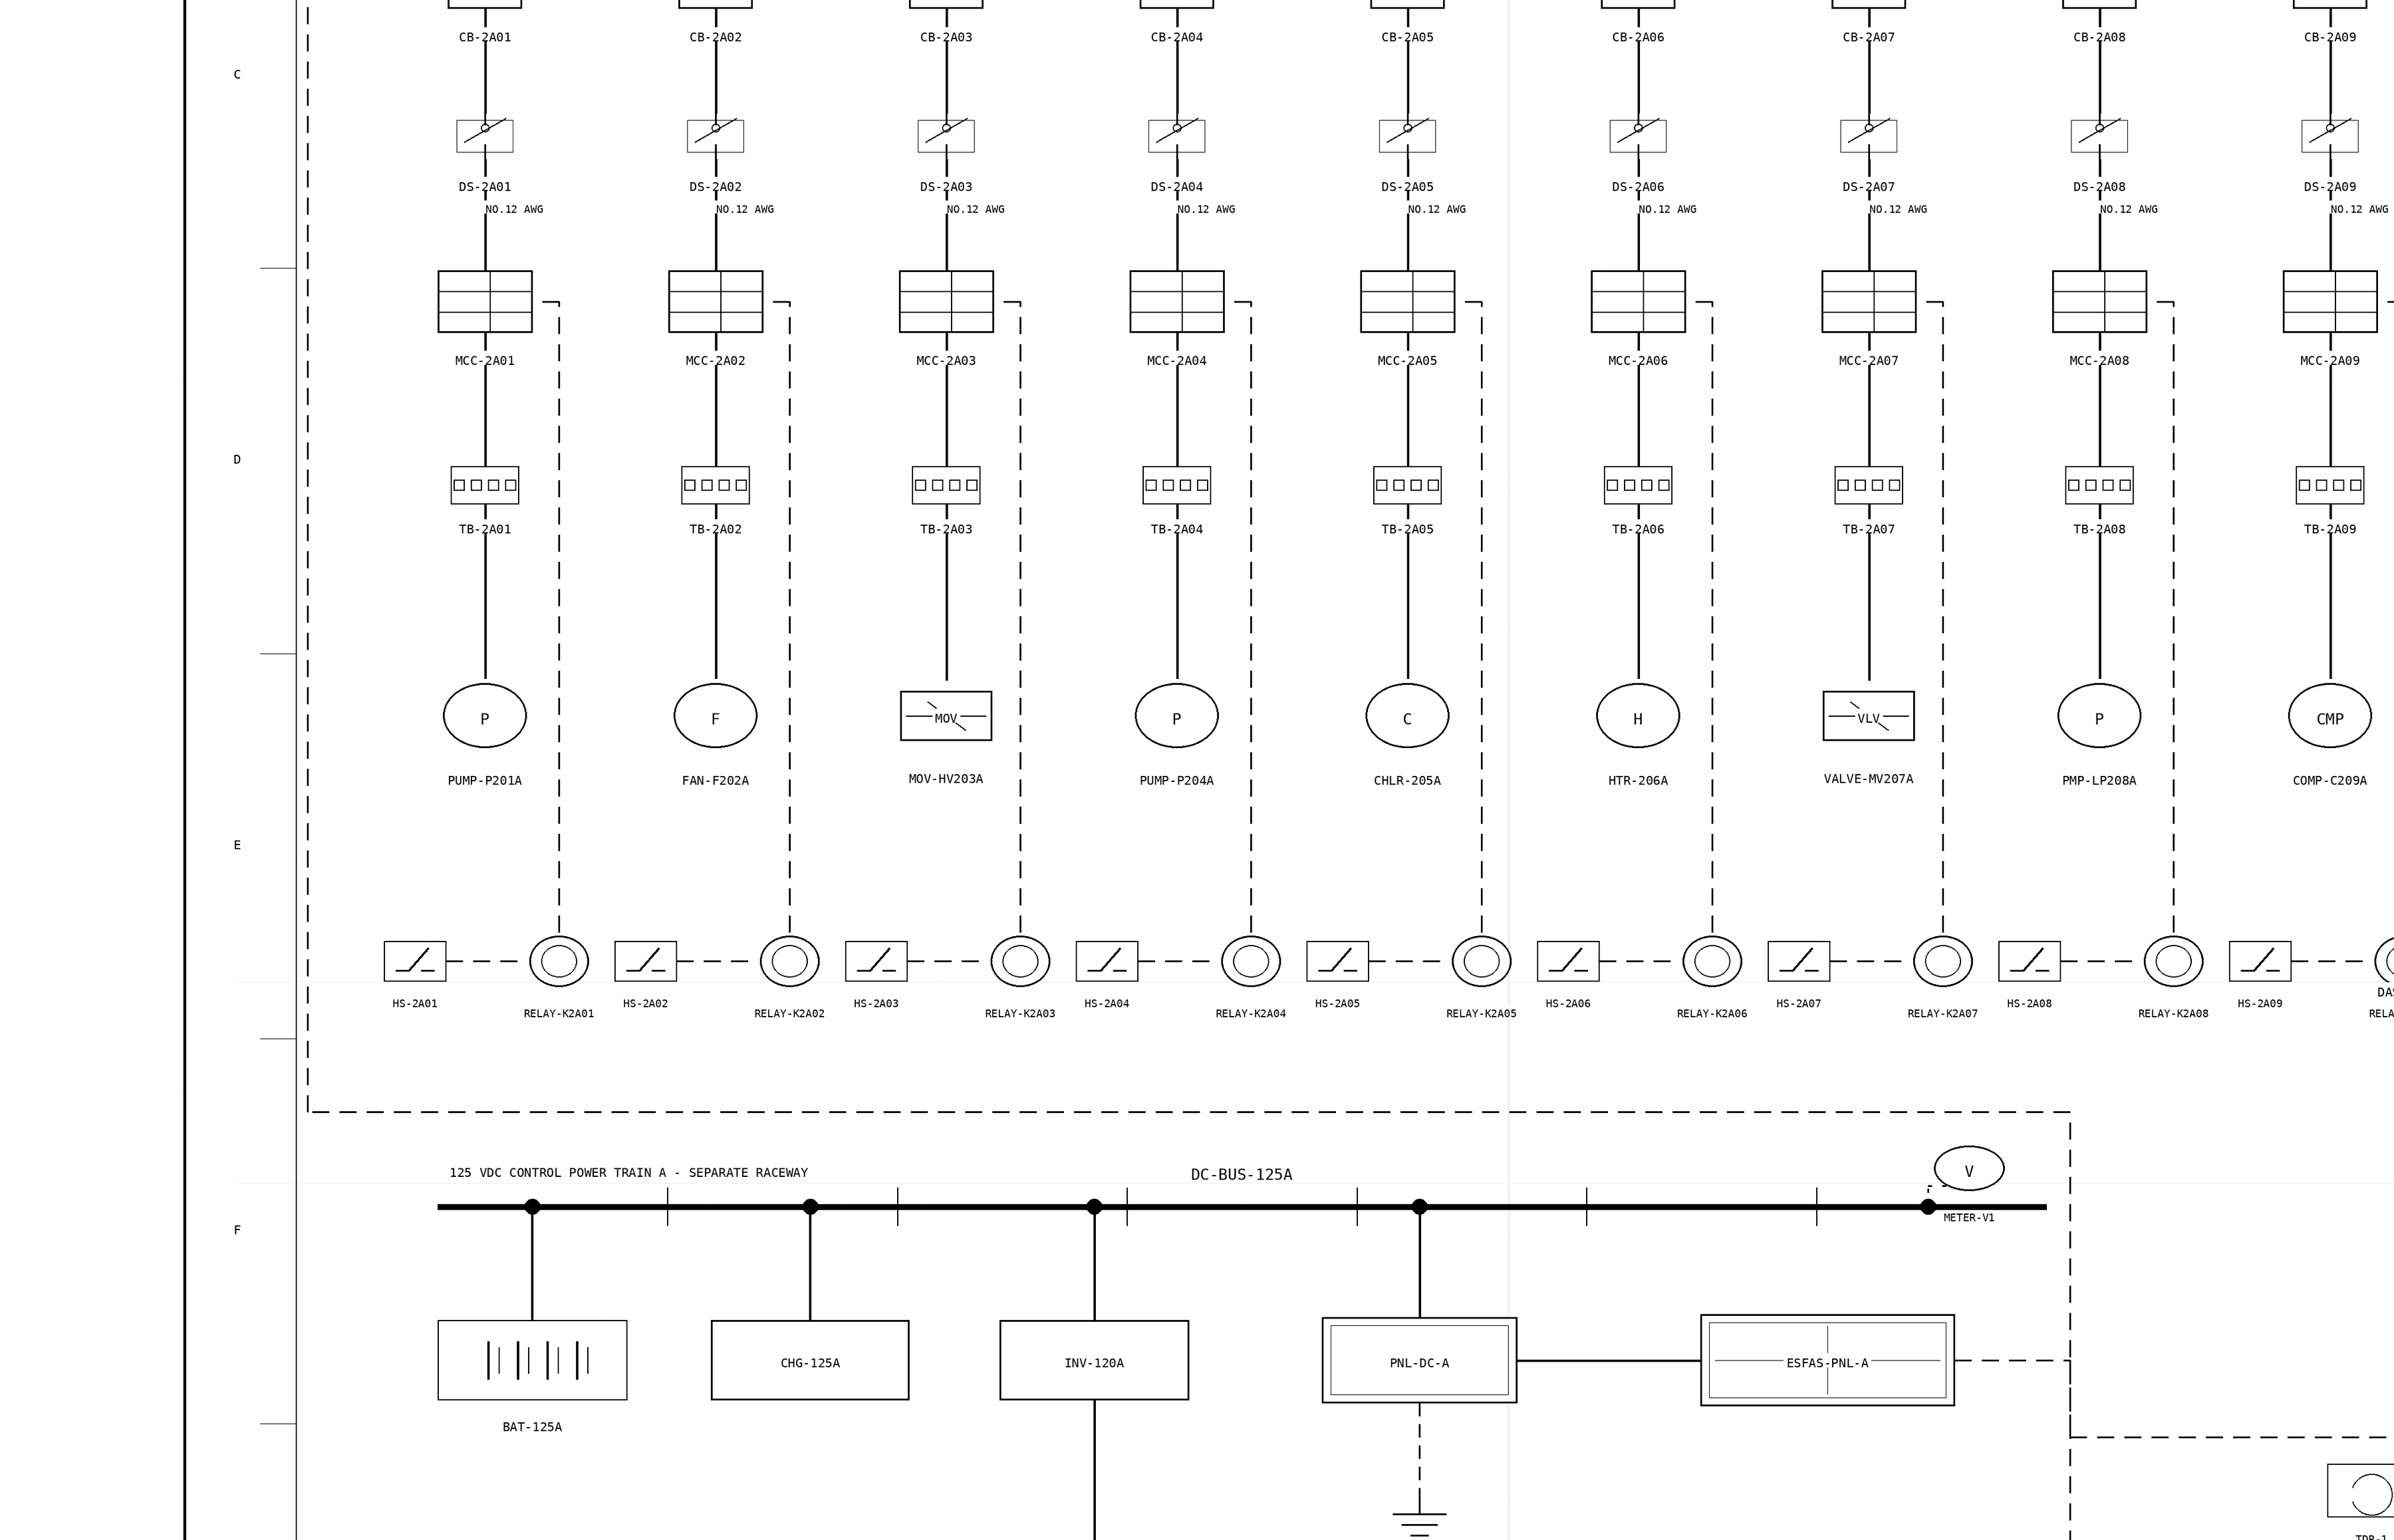 CB-2A01 CB-2A02 CB-2A03 CB-2A04 CB-2A05 CB-2A06 CB-2A07 CB-2A08 CB-2A09
C
DS-2A01 DS-2A02 DS-2A03 DS-2A04 DS-2A05 DS-2A06 DS-2A07 DS-2A08 DS-2A09
NO.12 AWG NO.12 AWG NO.12 AWG NO.12 AWG NO.12 AWG NO.12 AWG NO.12 AWG NO.12 AWG NO.12 AWG
MCC-2A01 MCC-2A02 MCC-2A03 MCC-2A04 MCC-2A05 MCC-2A06 MCC-2A07 MCC-2A08 MCC-2A09
D
TB-2A01 TB-2A02 TB-2A03 TB-2A04 TB-2A05 TB-2A06 TB-2A07 TB-2A08 TB-2A09
P F MOV P C H VLV P CMP
PUMP-P201A FAN-F202A MOV-HV203A PUMP-P204A CHLR-205A HTR-206A VALVE-MV207A PMP-LP208A COMP-C209A
E
HS-2A01 HS-2A02 HS-2A03 HS-2A04 HS-2A05 HS-2A06 HS-2A07 HS-2A08 HS-2A09
RELAY-K2A01 RELAY-K2A02 RELAY-K2A03 RELAY-K2A04 RELAY-K2A05 RELAY-K2A06 RELAY-K2A07 RELAY-K2A08
125 VDC CONTROL POWER TRAIN A - SEPARATE RACEWAY DC-BUS-125A V
METER-V1
F
CHG-125A INV-120A PNL-DC-A ESFAS-PNL-A
BAT-125A